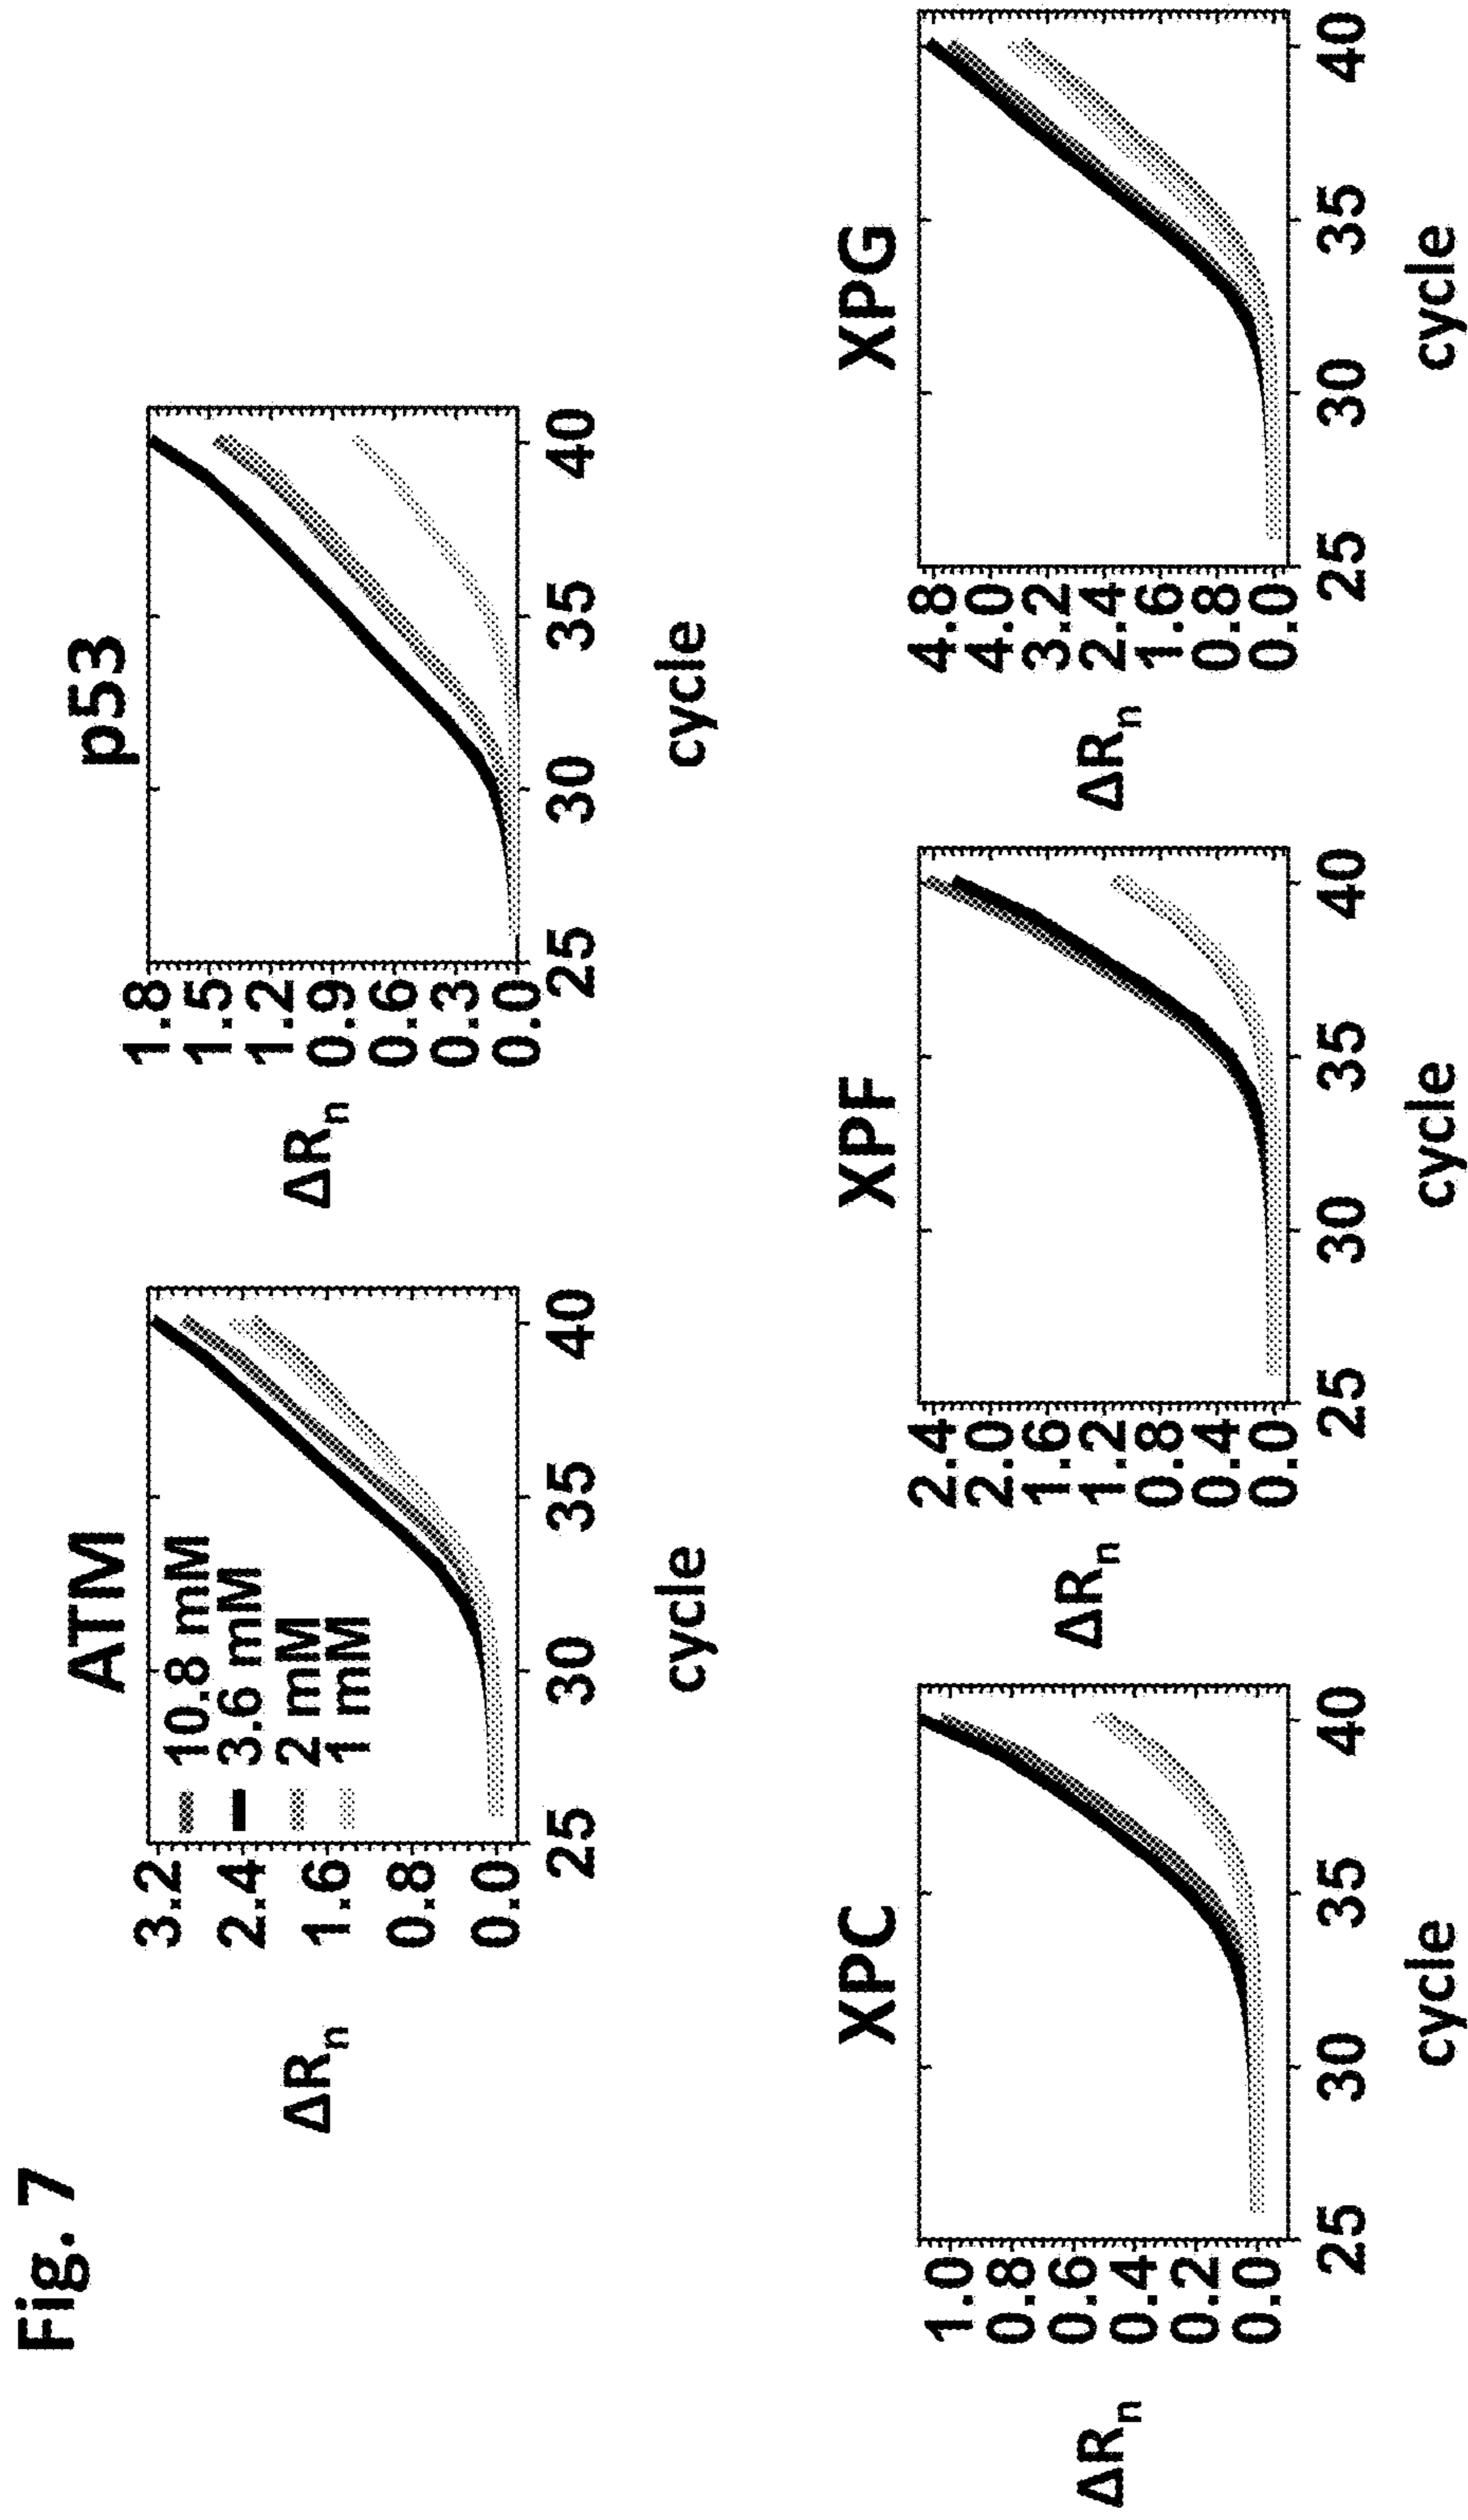 Fig. 7
ATM
ΔRn
3.2
2.4
1.6
0.8
0.0
10.8 mM
3.6 mM
2 mM
1 mM
25 30 35 40
cycle
p53
ΔRn
1.8
1.5
1.2
0.9
0.6
0.3
0.0
25 30 35 40
cycle
XPC
ΔRn
1.0
0.8
0.6
0.4
0.2
0.0
25 30 35 40
cycle
XPF
ΔRn
2.4
2.0
1.6
1.2
0.8
0.4
0.0
25 30 35 40
cycle
XPG
ΔRn
4.8
4.0
3.2
2.4
1.6
0.8
0.0
25 30 35 40
cycle